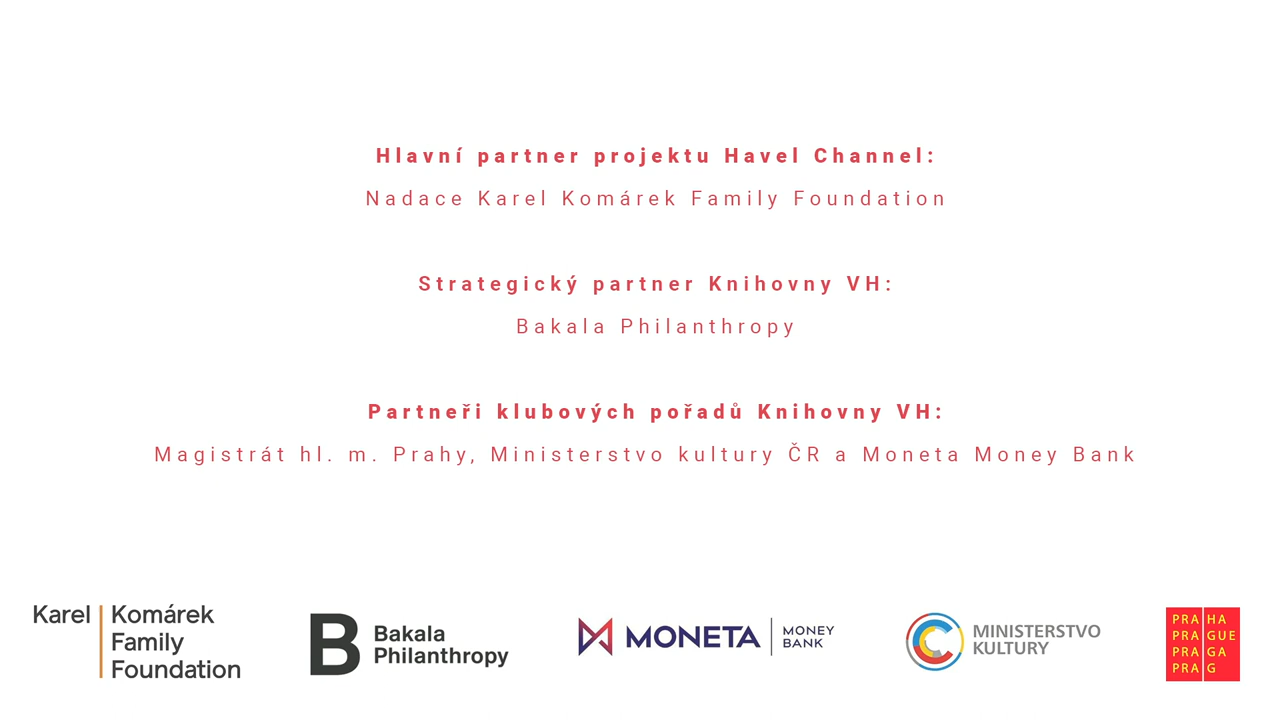 Hlavní partner projektu Havel Channel:
Nadace Karel Komárek Family Foundation
Strategický partner Knihovny VH:
Bakala Philanthropy
Partneři klubových pořadů Knihovny VH:
Magistrát hl. m. Prahy, Ministerstvo kultury ČR a Moneta Money Bank
Karel Komárek
Family
Foundation
B Bakala
Philanthropy
MONETA MONEY
BANK
MINISTERSTVO
KULTURY
PRA HA
PRA GUE
PRA GA
PRA G